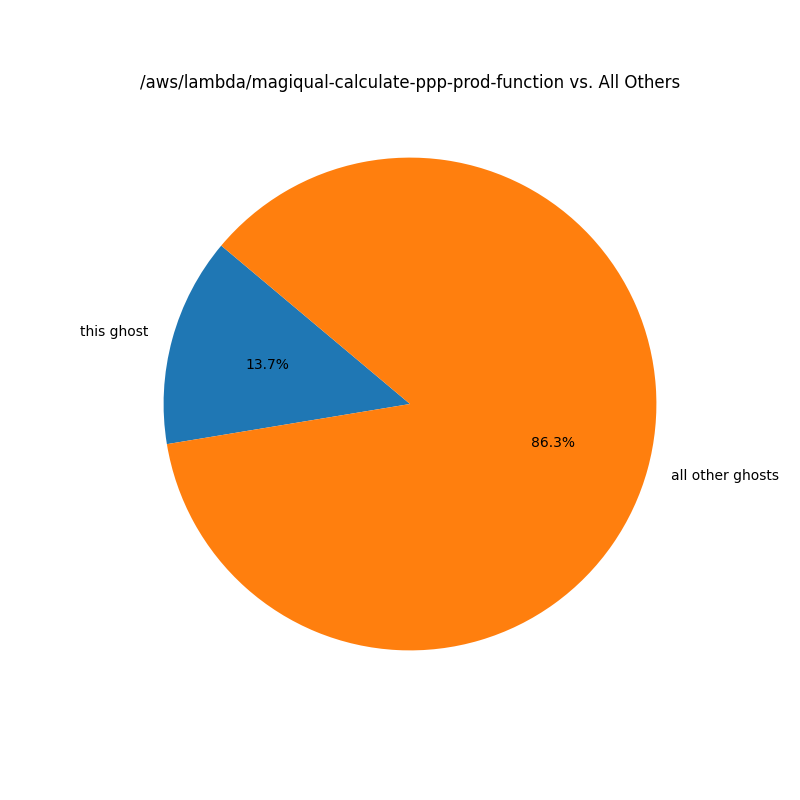 /aws/lambda/magiqual-calculate-ppp-prod-function vs. All Others
this ghost
13.7%
86.3%
all other ghosts